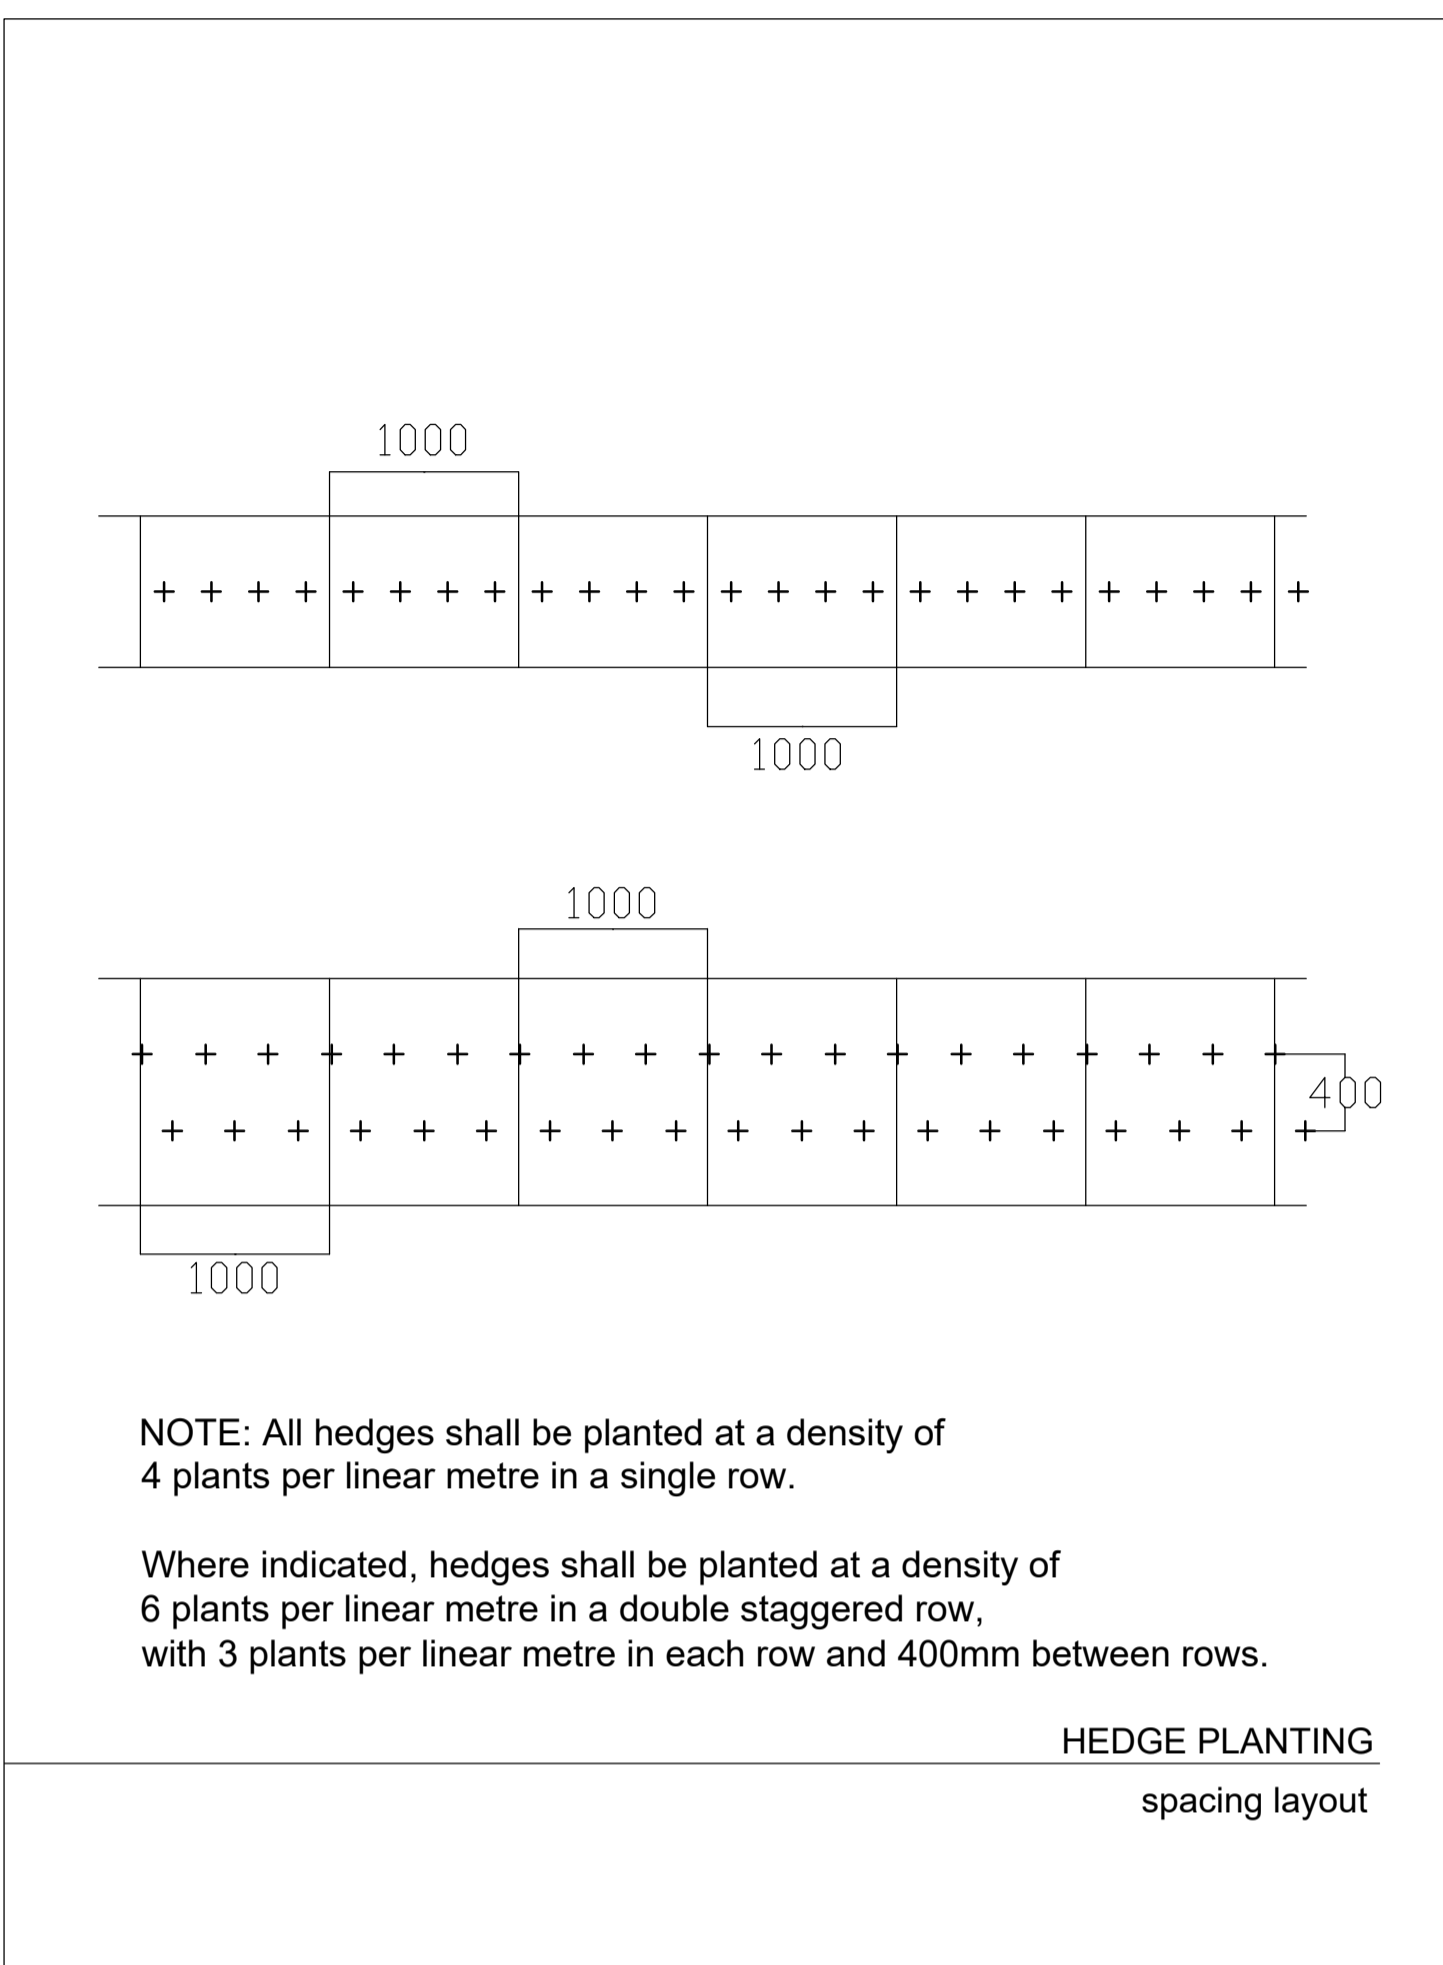 1000
1000
1000
400
1000
NOTE: All hedges shall be planted at a density of
4 plants per linear metre in a single row.
Where indicated, hedges shall be planted at a density of
6 plants per linear metre in a double staggered row,
with 3 plants per linear metre in each row and 400mm between rows.
HEDGE PLANTING
spacing layout